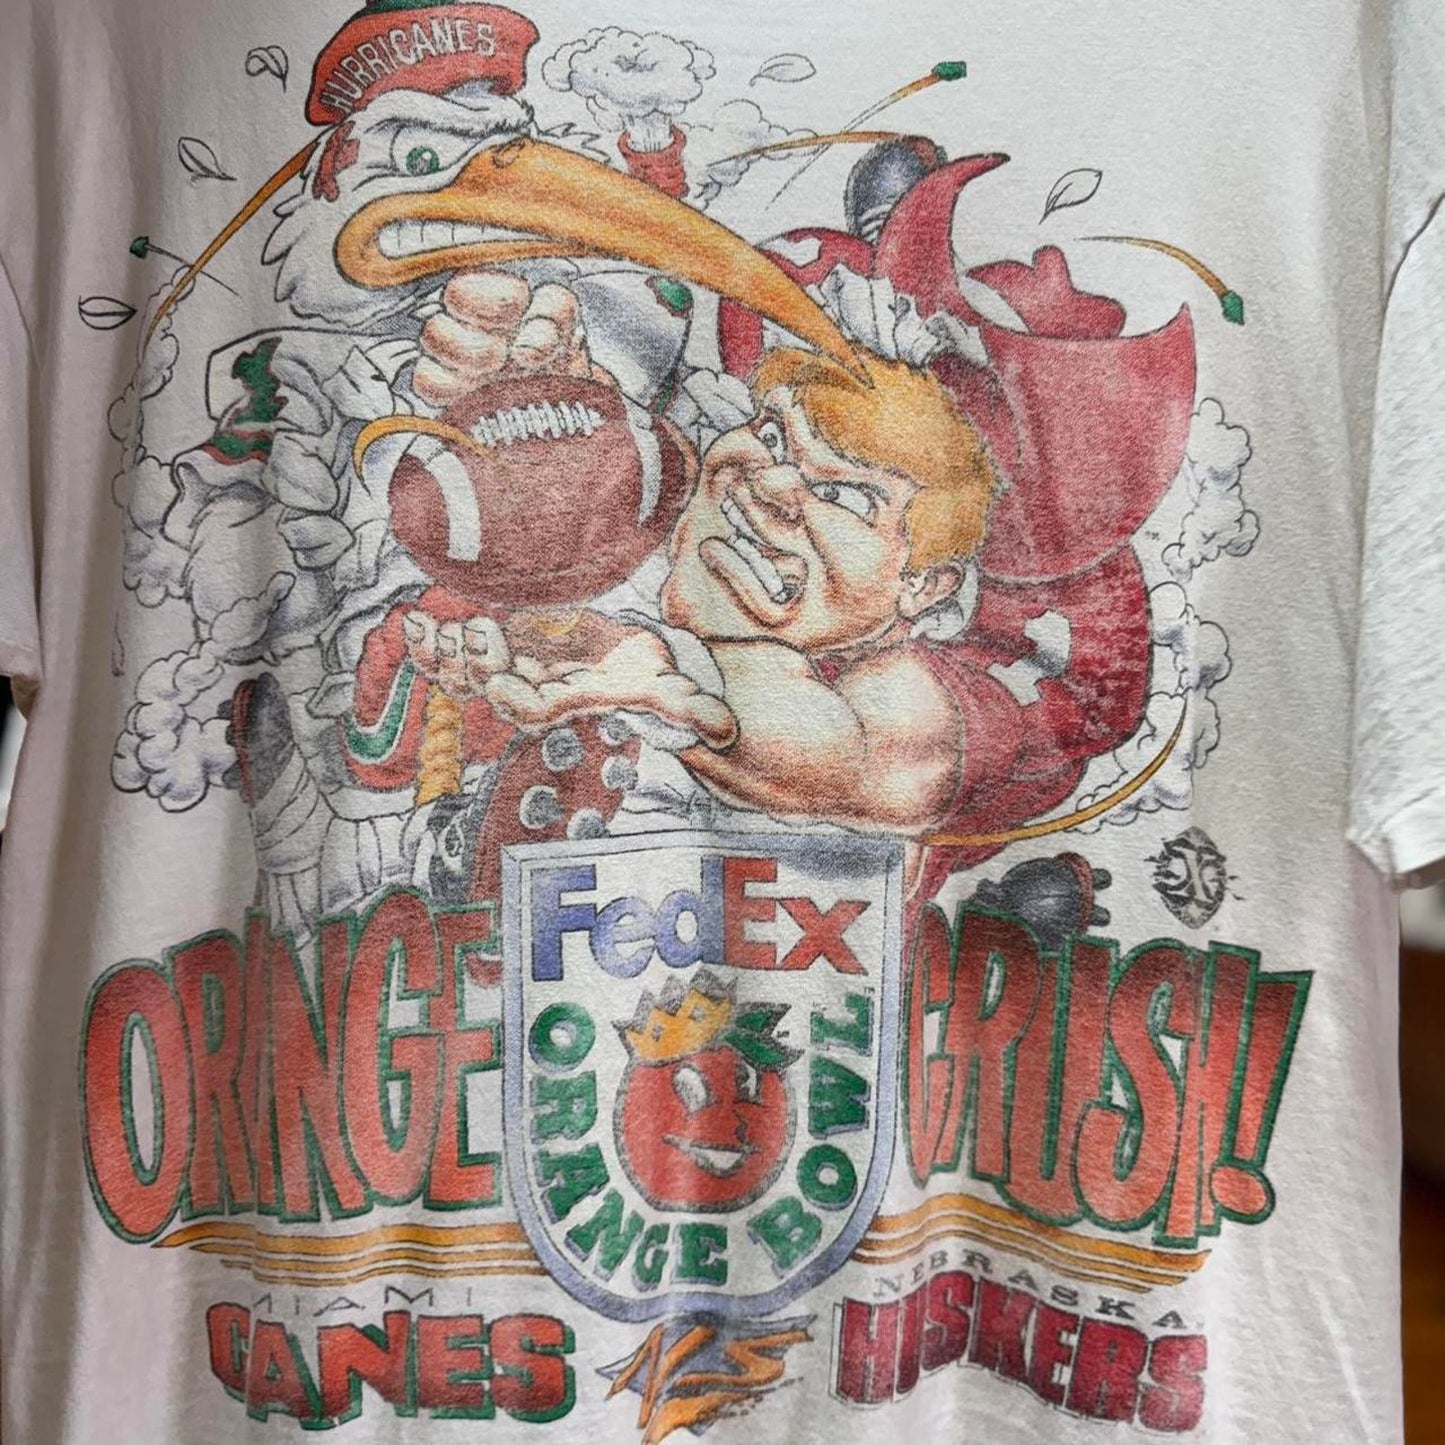 HURRICANES
FedEx
ORANGE BOWL
ORANGE CRUSH!
MIAMI
CANES
VS
NEBRASKA
HUSKERS